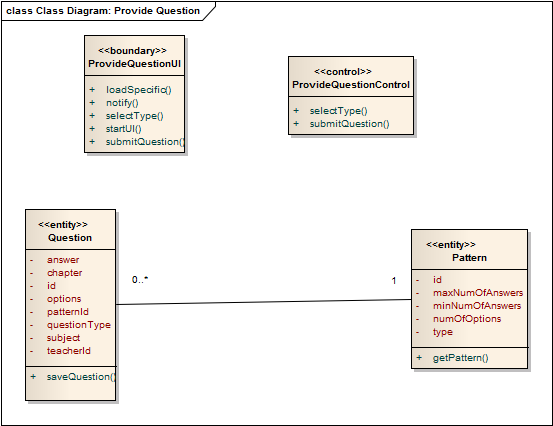 class Class Diagram: Provide Question
<<boundary>>
ProvideQuestionUI
+ loadSpecific()
+ notify()
+ selectType()
+ startUI()
+ submitQuestion()
<<control>>
ProvideQuestionControl
+ selectType()
+ submitQuestion()
<<entity>>
Question
- answer
- chapter
- id
- options
- patternId
- questionType
- subject
- teacherId
+ saveQuestion()
0..*
1
<<entity>>
Pattern
- id
- maxNumOfAnswers
- minNumOfAnswers
- numOfOptions
- type
+ getPattern()